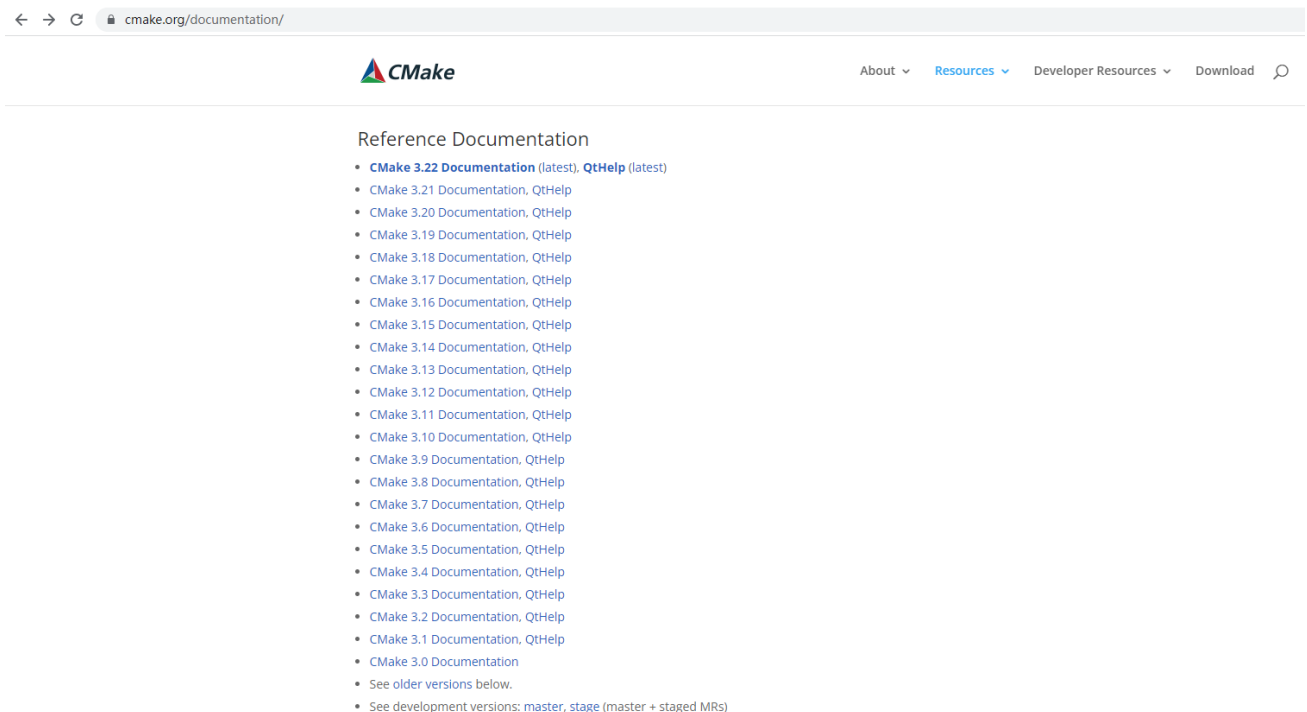 cmake.org/documentation/
CMake
About Resources Developer Resources Download
Reference Documentation
CMake 3.22 Documentation (latest), QtHelp (latest)
CMake 3.21 Documentation, QtHelp
CMake 3.20 Documentation, QtHelp
CMake 3.19 Documentation, QtHelp
CMake 3.18 Documentation, QtHelp
CMake 3.17 Documentation, QtHelp
CMake 3.16 Documentation, QtHelp
CMake 3.15 Documentation, QtHelp
CMake 3.14 Documentation, QtHelp
CMake 3.13 Documentation, QtHelp
CMake 3.12 Documentation, QtHelp
CMake 3.11 Documentation, QtHelp
CMake 3.10 Documentation, QtHelp
CMake 3.9 Documentation, QtHelp
CMake 3.8 Documentation, QtHelp
CMake 3.7 Documentation, QtHelp
CMake 3.6 Documentation, QtHelp
CMake 3.5 Documentation, QtHelp
CMake 3.4 Documentation, QtHelp
CMake 3.3 Documentation, QtHelp
CMake 3.2 Documentation, QtHelp
CMake 3.1 Documentation, QtHelp
CMake 3.0 Documentation
See older versions below.
See development versions: master, stage (master + staged MRs)